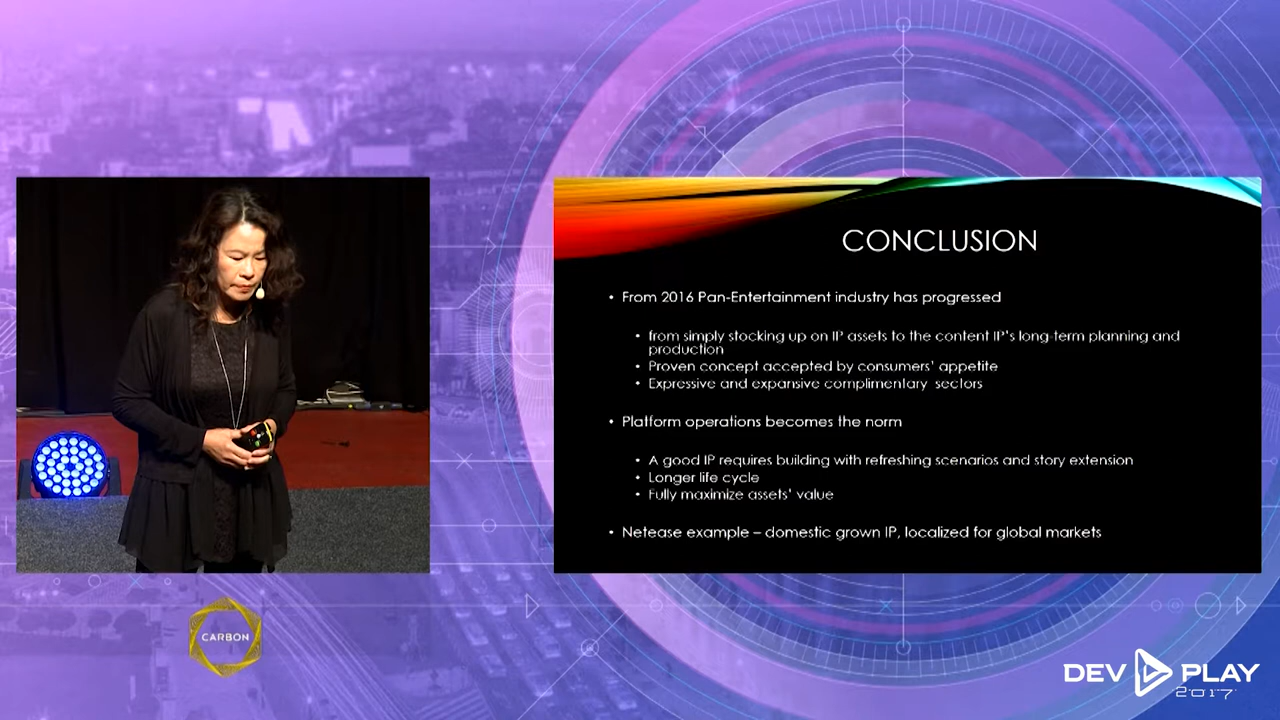 CONCLUSION
• From 2016 Pan-Entertainment industry has progressed
• from simply stocking up on IP assets to the content IP's long-term planning and
production
• Proven concept accepted by consumers' appetite
• Expressive and expansive complimentary sectors
• Platform operations becomes the norm
• A good IP requires building with refreshing scenarios and story extension
• Longer life cycle
• Fully maximize assets' value
• Netease example – domestic grown IP, localized for global markets
CARBON
DEV PLAY
2017